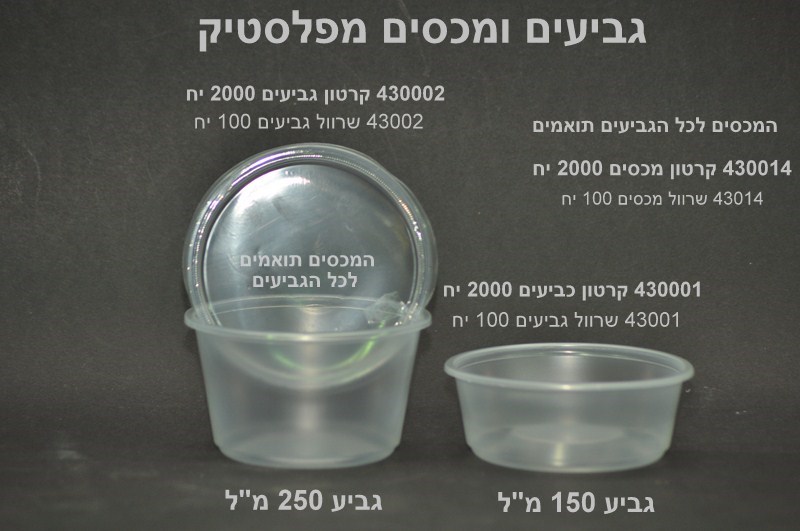 גביעים ומכסים מפלסטיק
430002 קרטון גביעים 2000 יח
43002 שרוול גביעים 100 יח
המכסים לכל הגביעים תואמים
430014 קרטון מכסים 2000 יח
43014 שרוול מכסים 100 יח
המכסים תואמים
לכל הגביעים
430001 קרטון כביעים 2000 יח
43001 שרוול גביעים 100 יח
גביע 250 מ"ל
גביע 150 מ"ל